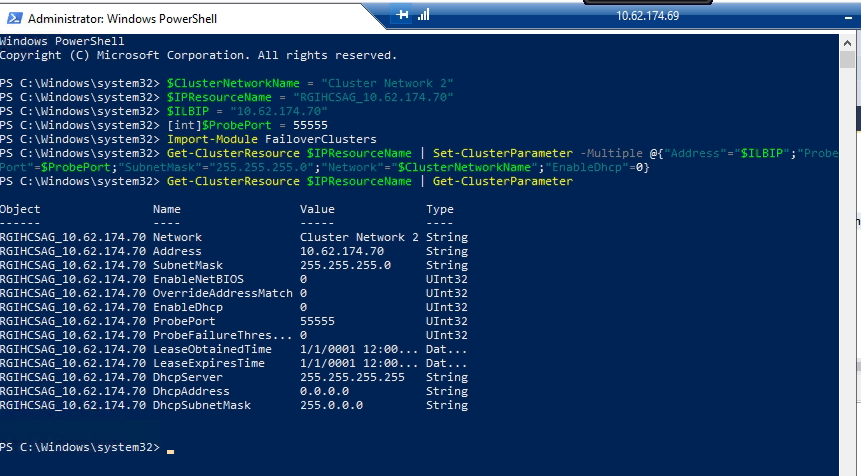 Administrator: Windows PowerShell
10.62.174.69
Windows PowerShell
Copyright (C) Microsoft Corporation. All rights reserved.
PS C:\Windows\system32> $ClusterNetworkName = "Cluster Network 2"
PS C:\Windows\system32> $IPResourceName = "RGIHCSAG_10.62.174.70"
PS C:\Windows\system32> $ILBIP = "10.62.174.70"
PS C:\Windows\system32> [int]$ProbePort = 55555
PS C:\Windows\system32> Import-Module FailoverClusters
PS C:\Windows\system32> Get-ClusterResource $IPResourceName | Set-ClusterParameter -Multiple @{"Address"="$ILBIP";"Probe
Port"=$ProbePort;"SubnetMask"="255.255.255.0";"Network"="$ClusterNetworkName";"EnableDhcp"=0}
PS C:\Windows\system32> Get-ClusterResource $IPResourceName | Get-ClusterParameter
Object Name Value Type
------ ---- ----- ----
RGIHCSAG_10.62.174.70 Network Cluster Network 2 String
RGIHCSAG_10.62.174.70 Address 10.62.174.70 String
RGIHCSAG_10.62.174.70 SubnetMask 255.255.255.0 String
RGIHCSAG_10.62.174.70 EnableNetBIOS 0 UInt32
RGIHCSAG_10.62.174.70 OverrideAddressMatch 0 UInt32
RGIHCSAG_10.62.174.70 EnableDhcp 0 UInt32
RGIHCSAG_10.62.174.70 ProbePort 55555 UInt32
RGIHCSAG_10.62.174.70 ProbeFailureThres... 0 UInt32
RGIHCSAG_10.62.174.70 LeaseObtainedTime 1/1/0001 12:00... Dat...
RGIHCSAG_10.62.174.70 LeaseExpiresTime 1/1/0001 12:00... Dat...
RGIHCSAG_10.62.174.70 DhcpServer 255.255.255.255 String
RGIHCSAG_10.62.174.70 DhcpAddress 0.0.0.0 String
RGIHCSAG_10.62.174.70 DhcpSubnetMask 255.0.0.0 String
PS C:\Windows\system32>